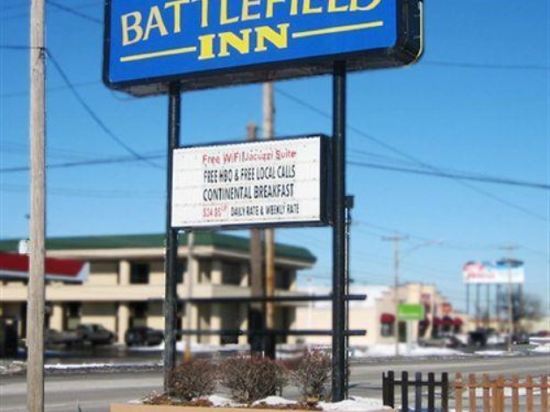 BATTLEFIELD
INN
Free WiFi/Jacuzzi Suite
FREE HBO & FREE LOCAL CALLS
CONTINENTAL BREAKFAST
DAILY RATE & WEEKLY RATE